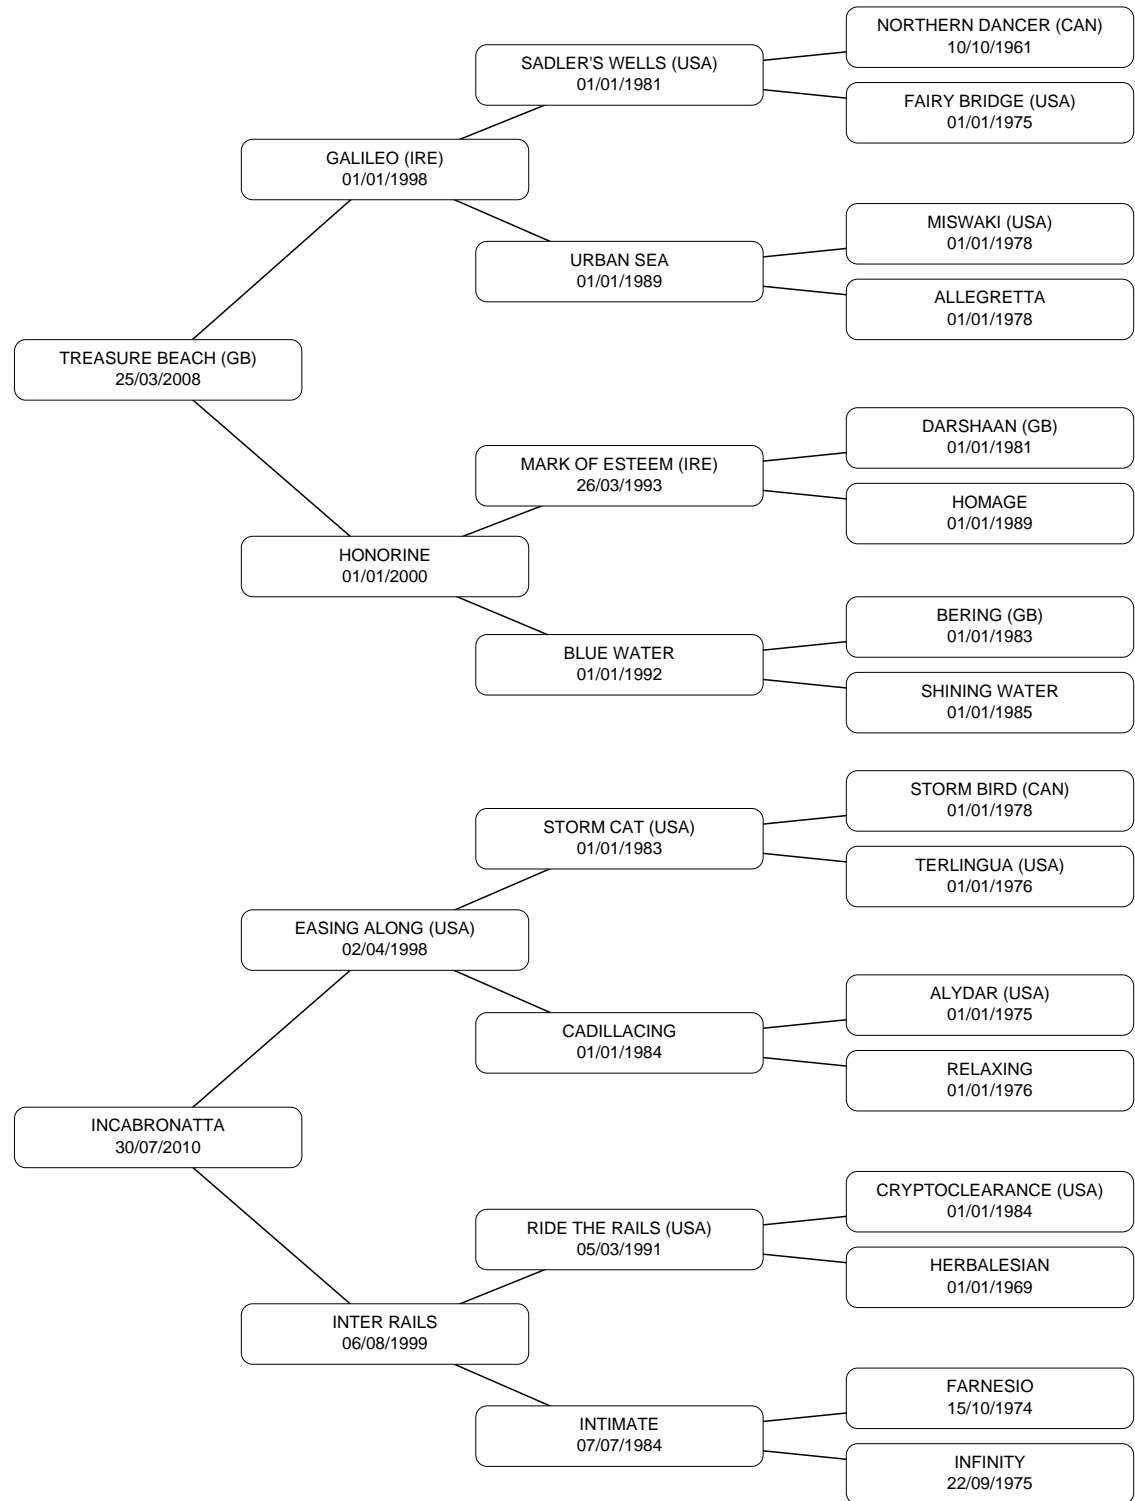 NORTHERN DANCER (CAN)
10/10/1961
SADLER'S WELLS (USA)
01/01/1981
FAIRY BRIDGE (USA)
01/01/1975
GALILEO (IRE)
01/01/1998
MISWAKI (USA)
01/01/1978
URBAN SEA
01/01/1989
ALLEGRETTA
01/01/1978
TREASURE BEACH (GB)
25/03/2008
DARSHAAN (GB)
01/01/1981
MARK OF ESTEEM (IRE)
26/03/1993
HOMAGE
01/01/1989
HONORINE
01/01/2000
BERING (GB)
01/01/1983
BLUE WATER
01/01/1992
SHINING WATER
01/01/1985
STORM BIRD (CAN)
01/01/1978
STORM CAT (USA)
01/01/1983
TERLINGUA (USA)
01/01/1976
EASING ALONG (USA)
02/04/1998
ALYDAR (USA)
01/01/1975
CADILLACING
01/01/1984
RELAXING
01/01/1976
INCABRONATTA
30/07/2010
CRYPTOCLEARANCE (USA)
01/01/1984
RIDE THE RAILS (USA)
05/03/1991
HERBALESIAN
01/01/1969
INTER RAILS
06/08/1999
FARNESIO
15/10/1974
INTIMATE
07/07/1984
INFINITY
22/09/1975